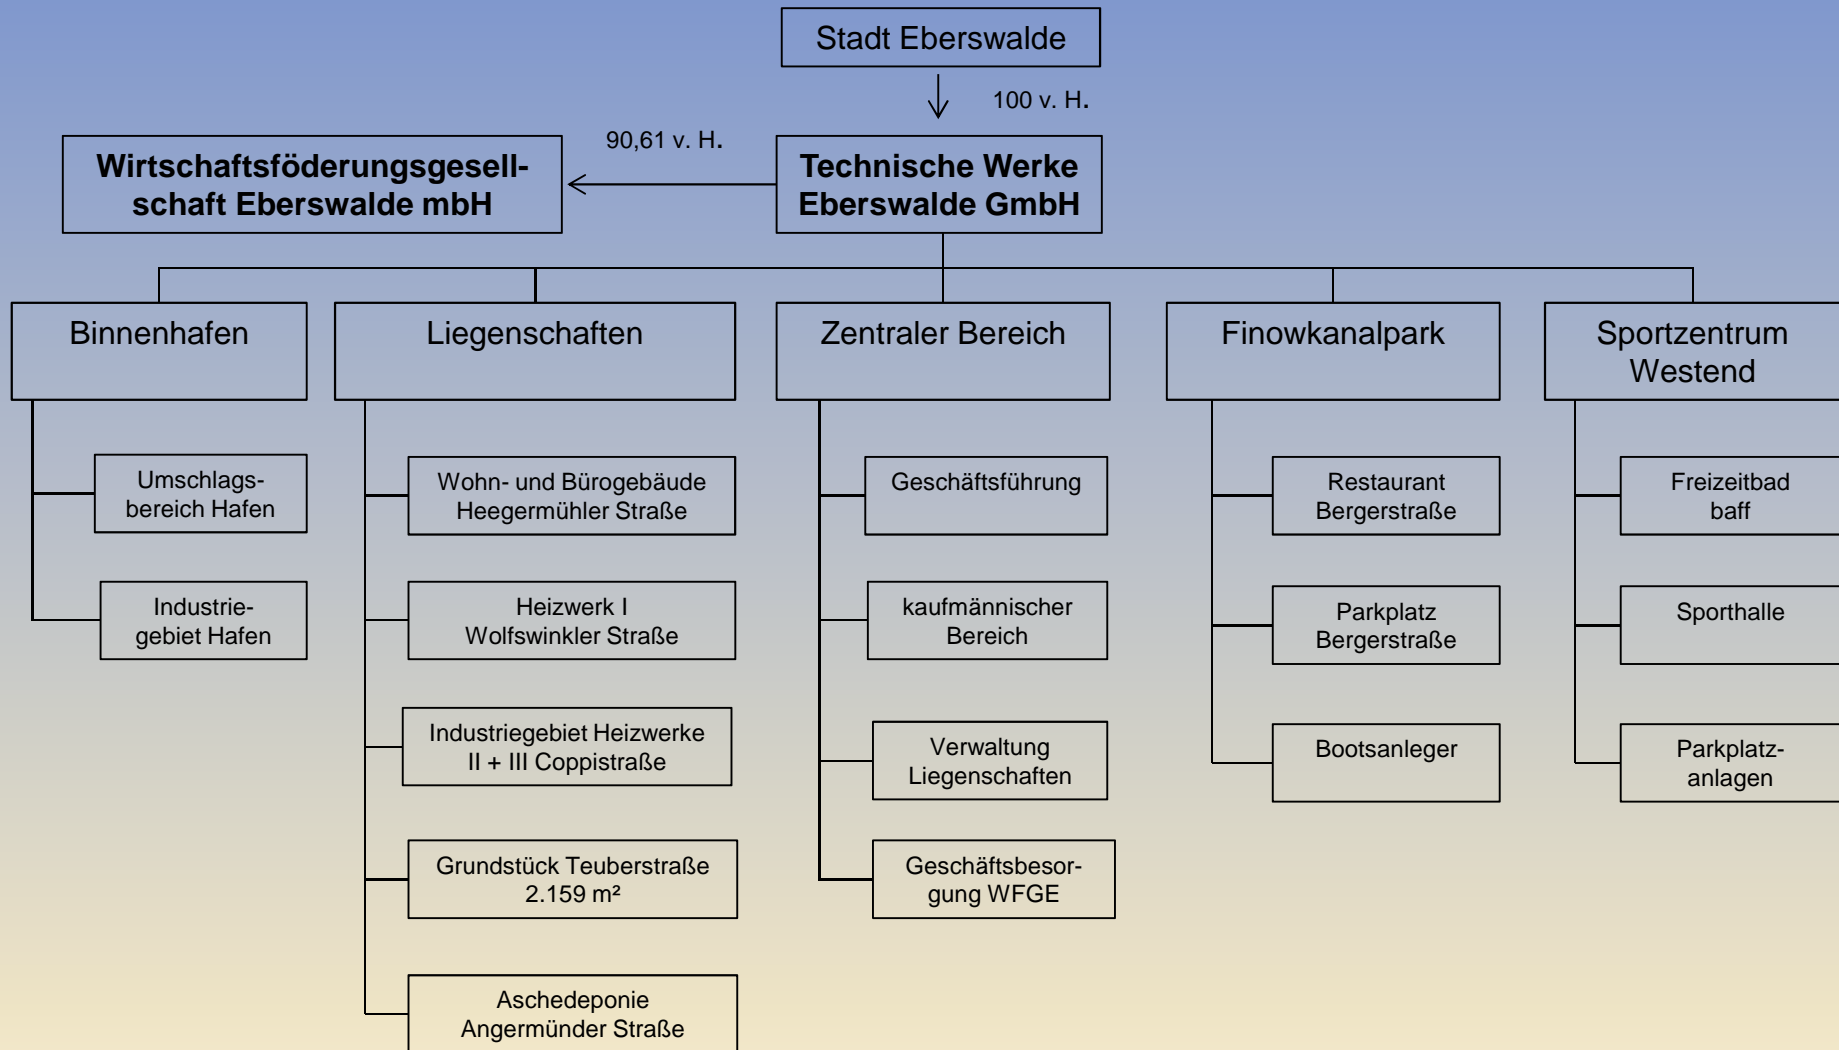 Stadt Eberswalde
100 v. H.
90,61 v. H.
Wirtschaftsföderungsgesell-
schaft Eberswalde mbH
Technische Werke
Eberswalde GmbH
Binnenhafen
Liegenschaften
Zentraler Bereich
Finowkanalpark
Sportzentrum
Westend
Umschlags-
bereich Hafen
Industrie-
gebiet Hafen
Wohn- und Bürogebäude
Heegermühler Straße
Heizwerk I
Wolfswinkler Straße
Industriegebiet Heizwerke
II + III Coppistraße
Grundstück Teuberstraße
2.159 m²
Aschedeponie
Angermünder Straße
Geschäftsführung
kaufmännischer
Bereich
Verwaltung
Liegenschaften
Geschäftsbesor-
gung WFGE
Restaurant
Bergerstraße
Parkplatz
Bergerstraße
Bootsanleger
Freizeitbad
baff
Sporthalle
Parkplatz-
anlagen